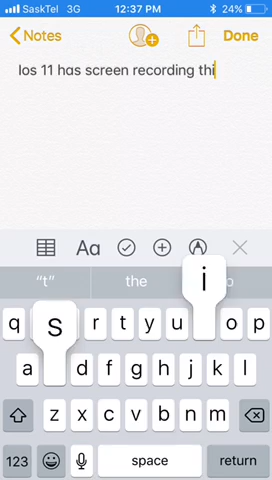 SaskTel 3G 12:37 PM 24%
Notes Done
Ios 11 has screen recording thi
Aa
"t" the o
q r t y u o p
s i
a d f g h j k l
z x c v b n m
123 space return